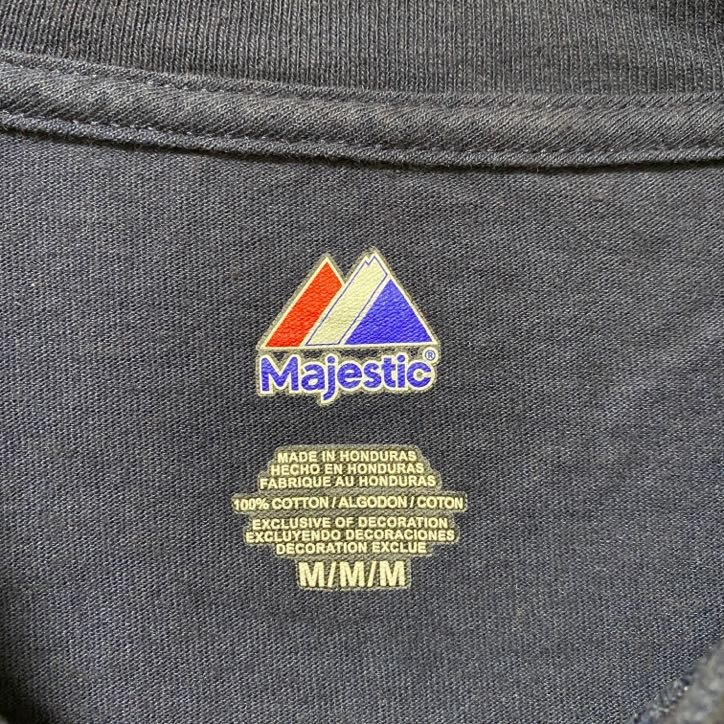 Majestic®
MADE IN HONDURAS
HECHO EN HONDURAS
FABRIQUE AU HONDURAS
100% COTTON / ALGODON / COTON
EXCLUSIVE OF DECORATION
EXCLUYENDO DECORACIONES
DECORATION EXCLUE
M/M/M